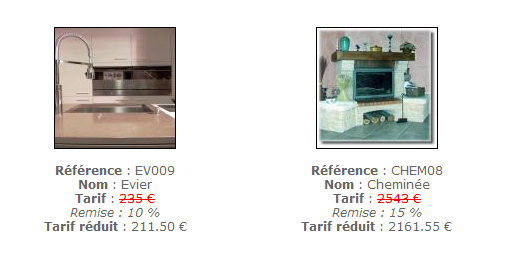 Référence : EV009
Nom : Evier
Tarif : 235 €
Remise : 10 %
Tarif réduit : 211.50 €
Référence : CHEM08
Nom : Cheminée
Tarif : 2543 €
Remise : 15 %
Tarif réduit : 2161.55 €